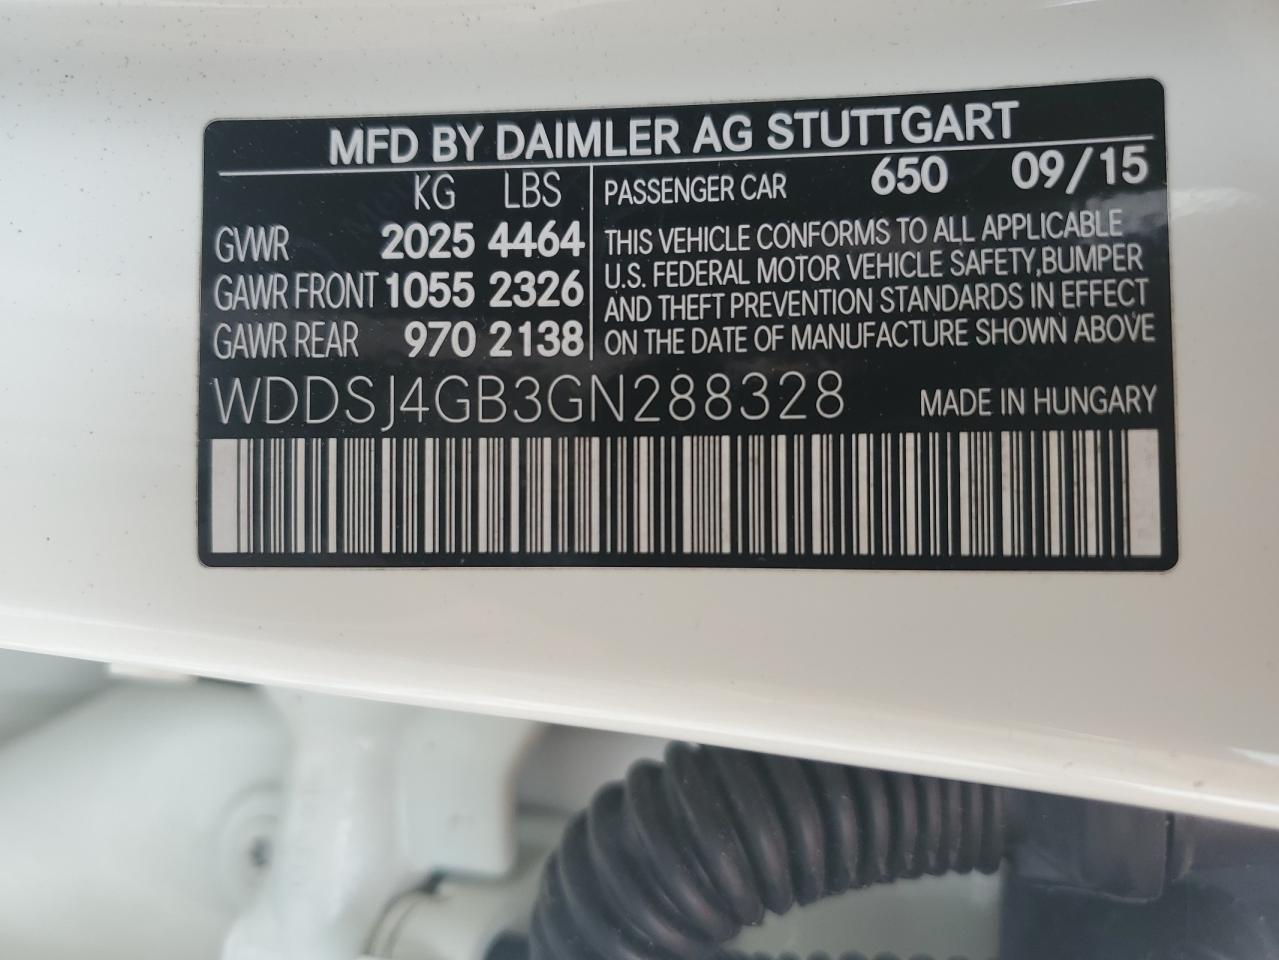 MFD BY DAIMLER AG STUTTGART
KG LBS
GVWR 2025 4464
GAWR FRONT 1055 2326
GAWR REAR 970 2138
PASSENGER CAR 650 09/15
THIS VEHICLE CONFORMS TO ALL APPLICABLE
U.S. FEDERAL MOTOR VEHICLE SAFETY,BUMPER
AND THEFT PREVENTION STANDARDS IN EFFECT
ON THE DATE OF MANUFACTURE SHOWN ABOVE
WDDSJ4GB3GN288328 MADE IN HUNGARY